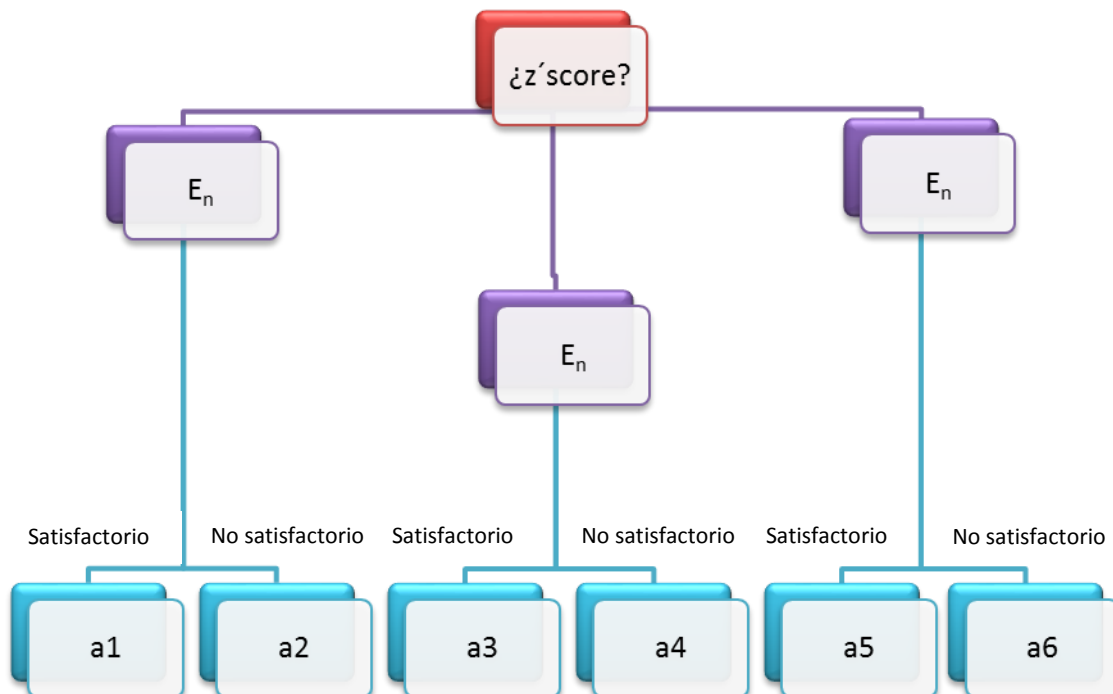 ¿z´score?
Eₙ
Eₙ
Eₙ
Satisfactorio
No satisfactorio
Satisfactorio
No satisfactorio
Satisfactorio
No satisfactorio
a1
a2
a3
a4
a5
a6